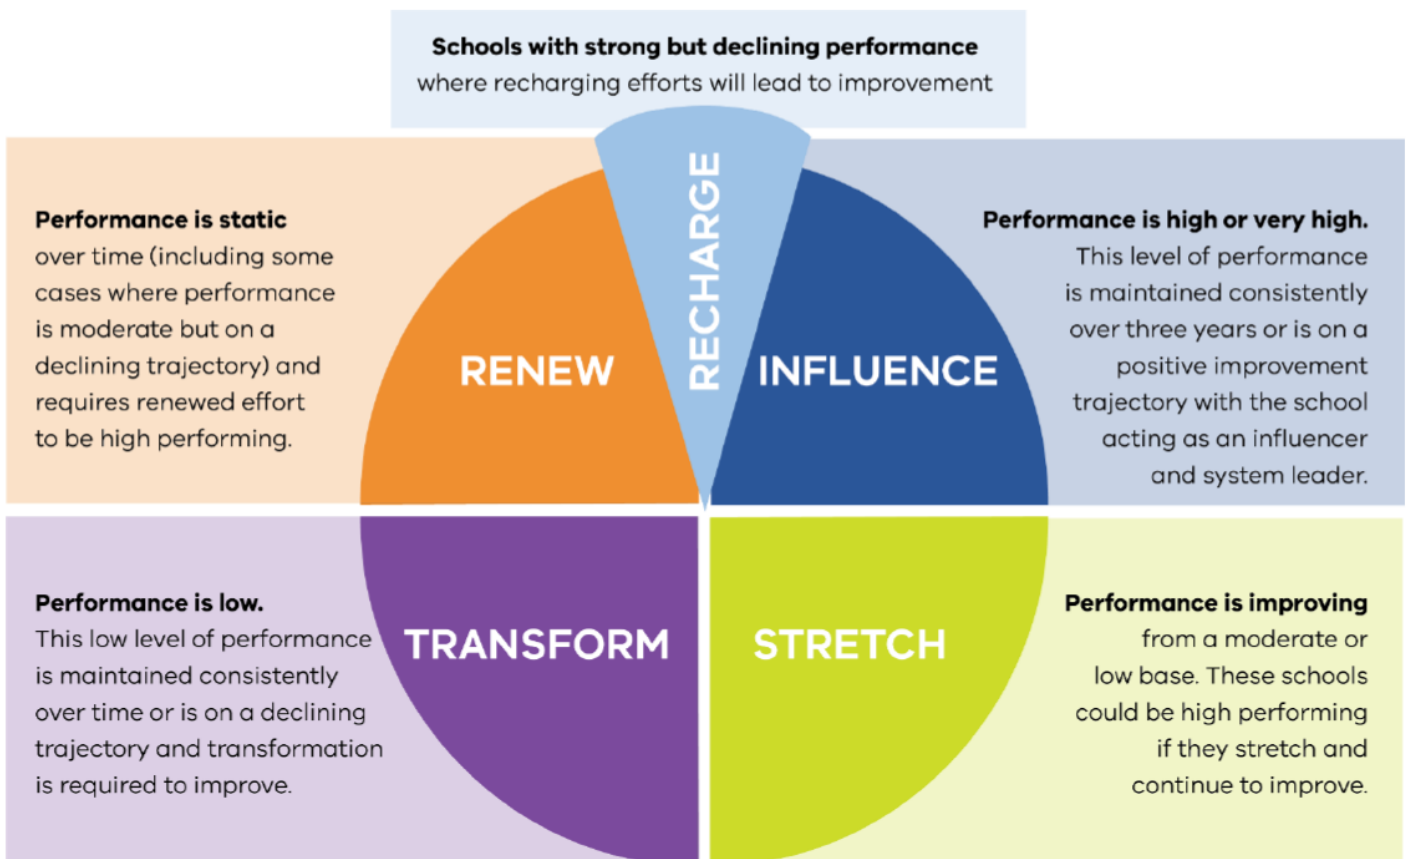 Schools with strong but declining performance
where recharging efforts will lead to improvement
Performance is static
over time (including some
cases where performance
is moderate but on a
declining trajectory) and
requires renewed effort
to be high performing.
RENEW
RECHARGE
INFLUENCE
Performance is high or very high.
This level of performance
is maintained consistently
over three years or is on a
positive improvement
trajectory with the school
acting as an influencer
and system leader.
Performance is low.
This low level of performance
is maintained consistently
over time or is on a declining
trajectory and transformation
is required to improve.
TRANSFORM
STRETCH
Performance is improving
from a moderate or
low base. These schools
could be high performing
if they stretch and
continue to improve.